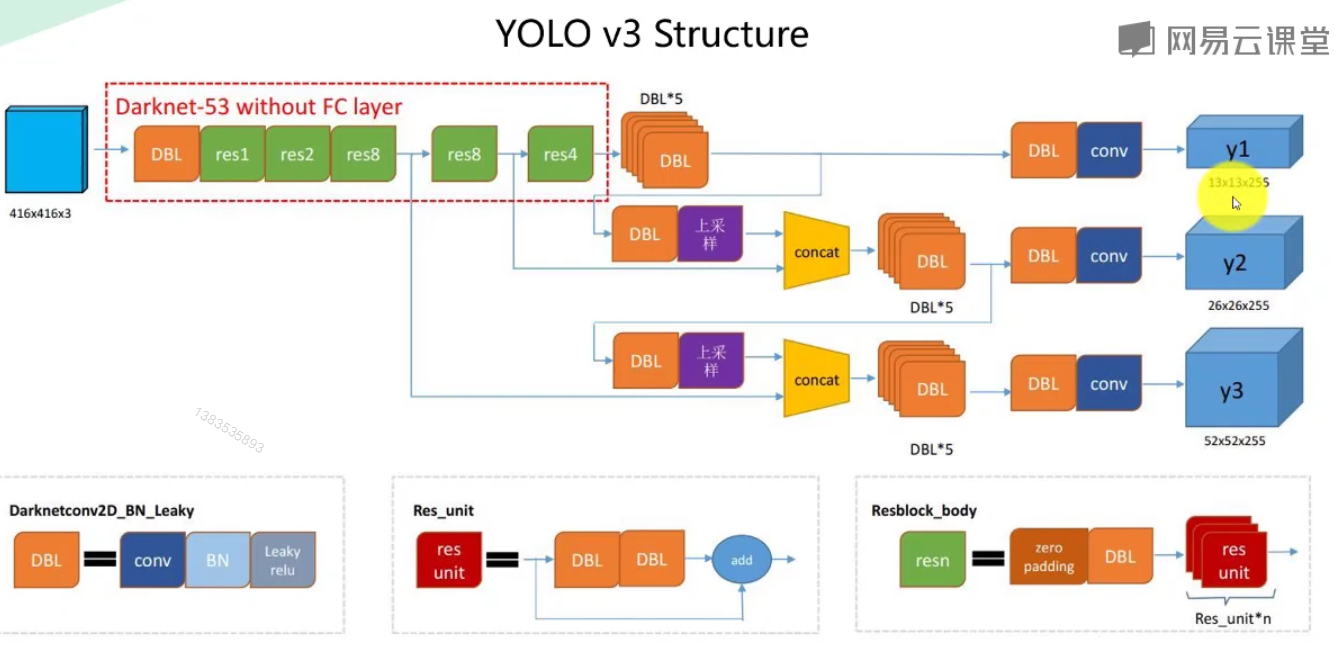 YOLO v3 Structure
网易云课堂
Darknet-53 without FC layer
DBL*5
DBL res1 res2 res8 res8 res4 DBL DBL conv y1
416x416x3
13x13x255
DBL 上采
样
concat DBL DBL conv y2
DBL*5
26x26x255
DBL 上采
样
concat DBL DBL conv y3
1383535893
DBL*5
52x52x255
Darknetconv2D_BN_Leaky
DBL = conv BN Leaky
relu
Res_unit
res
unit = DBL DBL add
Resblock_body
resn = zero
padding DBL res
unit
Res_unit*n